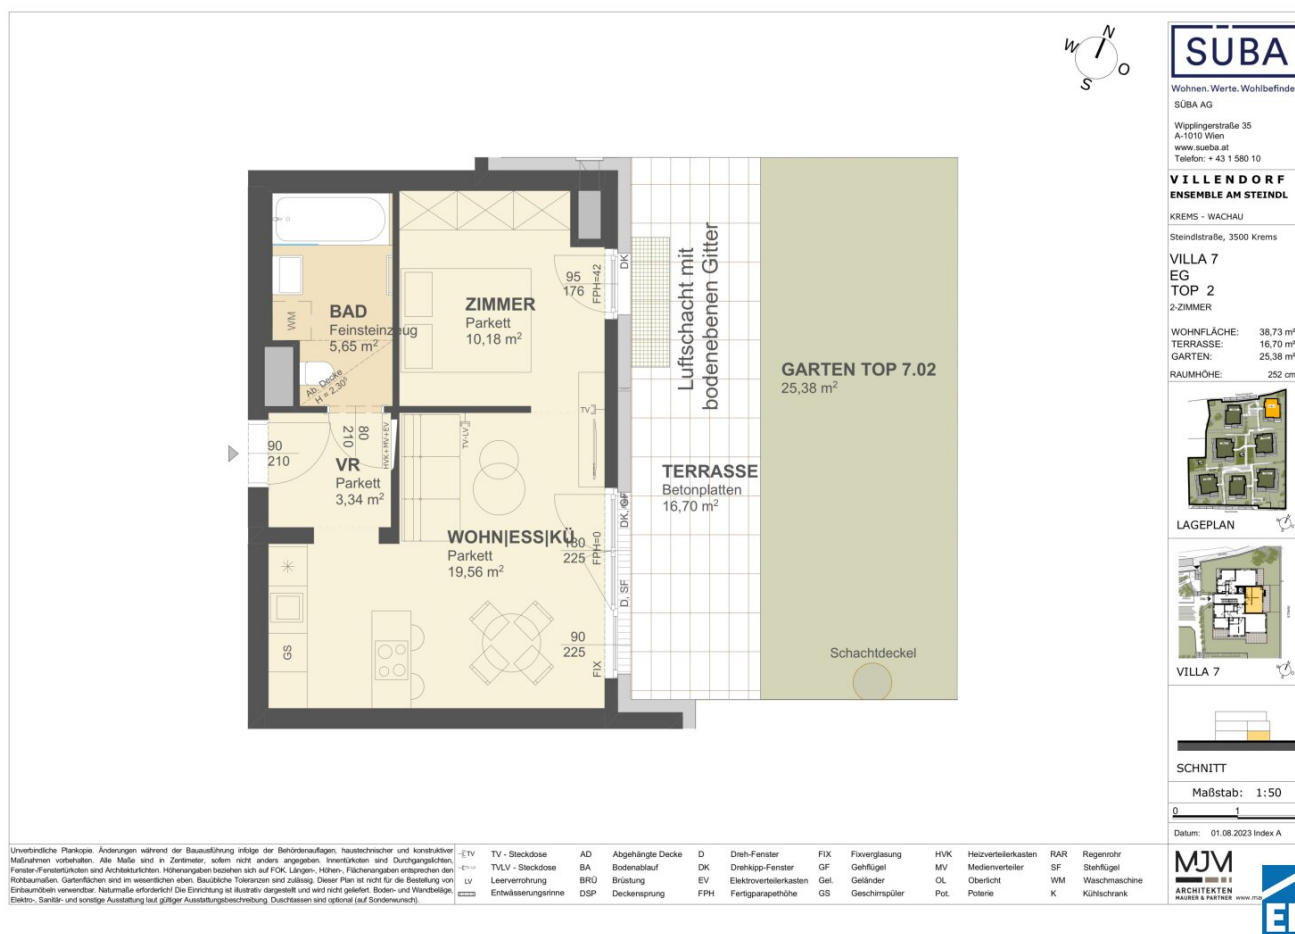 N
W
O
S
SÜBA
Wohnen. Werte. Wohlbefinde
SÜBA AG
Wipplingerstraße 35
A-1010 Wien
www.sueba.at
Telefon: + 43 1 580 10
VILLENDORF
ENSEMBLE AM STEINDL
KREMS - WACHAU
Steindlstraße, 3500 Krems
VILLA 7
EG
TOP 2
2-ZIMMER
WOHNFLÄCHE: 38,73 m²
TERRASSE: 16,70 m²
GARTEN: 25,38 m²
RAUMHÖHE: 252 cm
LAGEPLAN
VILLA 7
SCHNITT
Maßstab: 1:50
0 1
Datum: 01.08.2023 Index A
MJM
ARCHITEKTEN
MAURER & PARTNER www.ma
BAD
Feinsteinzeug
5,65 m²
WM
Ab. Decke
H = 2.30⁵
ZIMMER
Parkett
10,18 m²
95
176
FPH=42
DK
Luftschacht mit
bodenebenen Gitter
GARTEN TOP 7.02
25,38 m²
90
210
80
210
HVK+MV+EV
VR
Parkett
3,34 m²
TV-LV
TV
TERRASSE
Betonplatten
16,70 m²
WOHN|ESS|KÜ
Parkett
19,56 m²
180
225
FPH=0
DK, GF
D, SF
90
225
FIX
GS
Schachtdeckel
Unverbindliche Plankopie. Änderungen während der Bauausführung infolge der Behördenauflagen, haustechnischer und konstruktiver
Maßnahmen vorbehalten. Alle Maße sind in Zentimeter, sofern nicht anders angegeben. Innentürkoten sind Durchgangslichten,
Fenster-/Fenstertürkoten sind Architekturlichten. Höhenangaben beziehen sich auf FOK. Längen-, Höhen-, Flächenangaben entsprechen den
Rohbaumaßen. Gartenflächen sind im wesentlichen eben. Bauübliche Toleranzen sind zulässig. Dieser Plan ist nicht für die Bestellung von
Einbaumöbeln verwendbar. Naturmaße erforderlich! Die Einrichtung ist illustrativ dargestellt und wird nicht geliefert. Boden- und Wandbeläge,
Elektro-, Sanitär- und sonstige Ausstattung laut gültiger Ausstattungsbeschreibung. Duschtassen sind optional (auf Sonderwunsch).
TV TV - Steckdose AD Abgehängte Decke D Dreh-Fenster FIX Fixverglasung HVK Heizverteilerkasten RAR Regenrohr
TVLV - Steckdose BA Bodenablauf DK Drehkipp-Fenster GF Gehflügel MV Medienverteiler SF Stehflügel
LV Leerverrohrung BRÜ Brüstung EV Elektroverteilerkasten Gel. Geländer OL Oberlicht WM Waschmaschine
Entwässerungsrinne DSP Deckensprung FPH Fertigparapethöhe GS Geschirrspüler Pot. Poterie K Kühlschrank